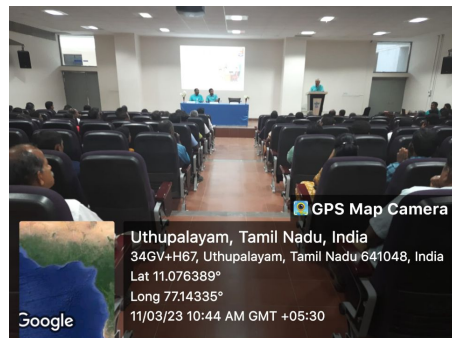 GPS Map Camera
Uthupalayam, Tamil Nadu, India
34GV+H67, Uthupalayam, Tamil Nadu 641048, India
Lat 11.076389°
Long 77.14335°
11/03/23 10:44 AM GMT +05:30
Google